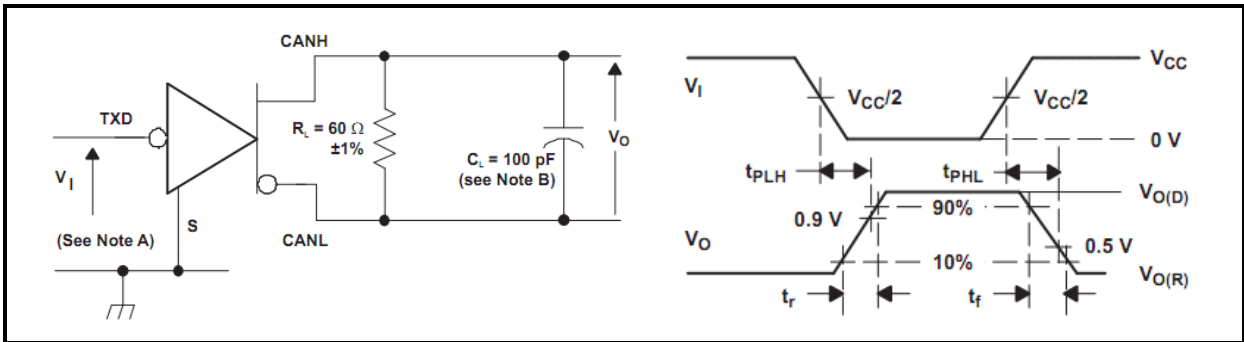 CANH
TXD
R_L = 60 Ω
±1%
C_L = 100 pF
(see Note B)
V_O
V_I
S
(See Note A)
CANL
V_I
V_CC
V_CC/2
V_CC/2
0 V
t_PLH
t_PHL
V_O(D)
90%
0.9 V
V_O
0.5 V
10%
V_O(R)
t_r
t_f